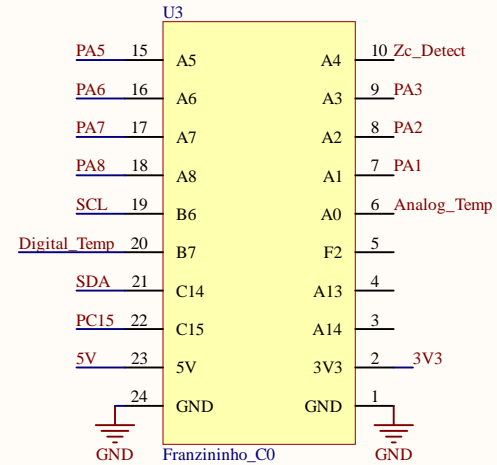 U3
PA5 15 A5 A4 10 Zc_Detect
PA6 16 A6 A3 9 PA3
PA7 17 A7 A2 8 PA2
PA8 18 A8 A1 7 PA1
SCL 19 B6 A0 6 Analog_Temp
Digital_Temp 20 B7 F2 5
SDA 21 C14 A13 4
PC15 22 C15 A14 3
5V 23 5V 3V3 2 3V3
24 GND GND 1
GND Franzininho_C0 GND